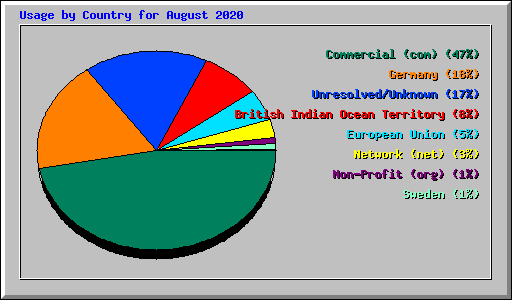 Usage by Country for August 2020
Commercial (com) (47%)
Germany (18%)
Unresolved/Unknown (17%)
British Indian Ocean Territory (8%)
European Union (5%)
Network (net) (3%)
Non-Profit (org) (1%)
Sweden (1%)